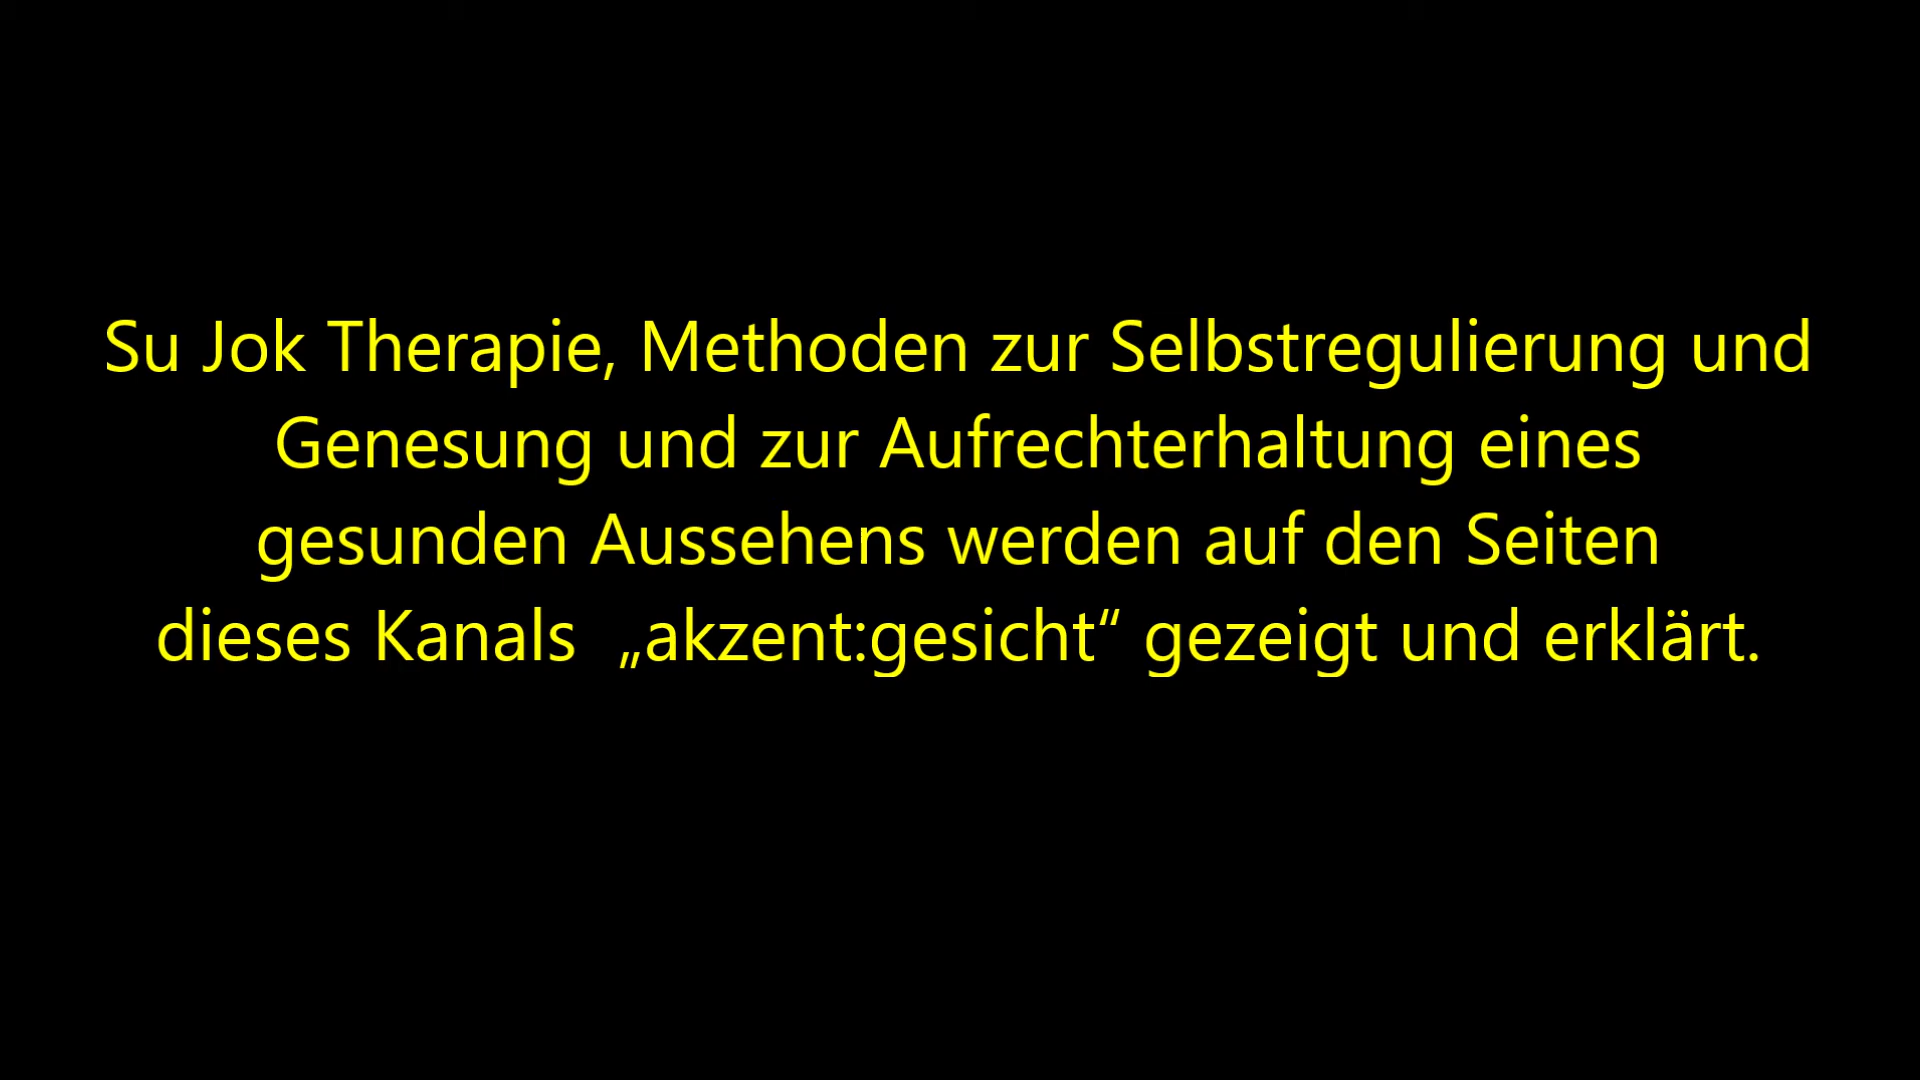 Su Jok Therapie, Methoden zur Selbstregulierung und
Genesung und zur Aufrechterhaltung eines
gesunden Aussehens werden auf den Seiten
dieses Kanals  „akzent:gesicht“ gezeigt und erklärt.